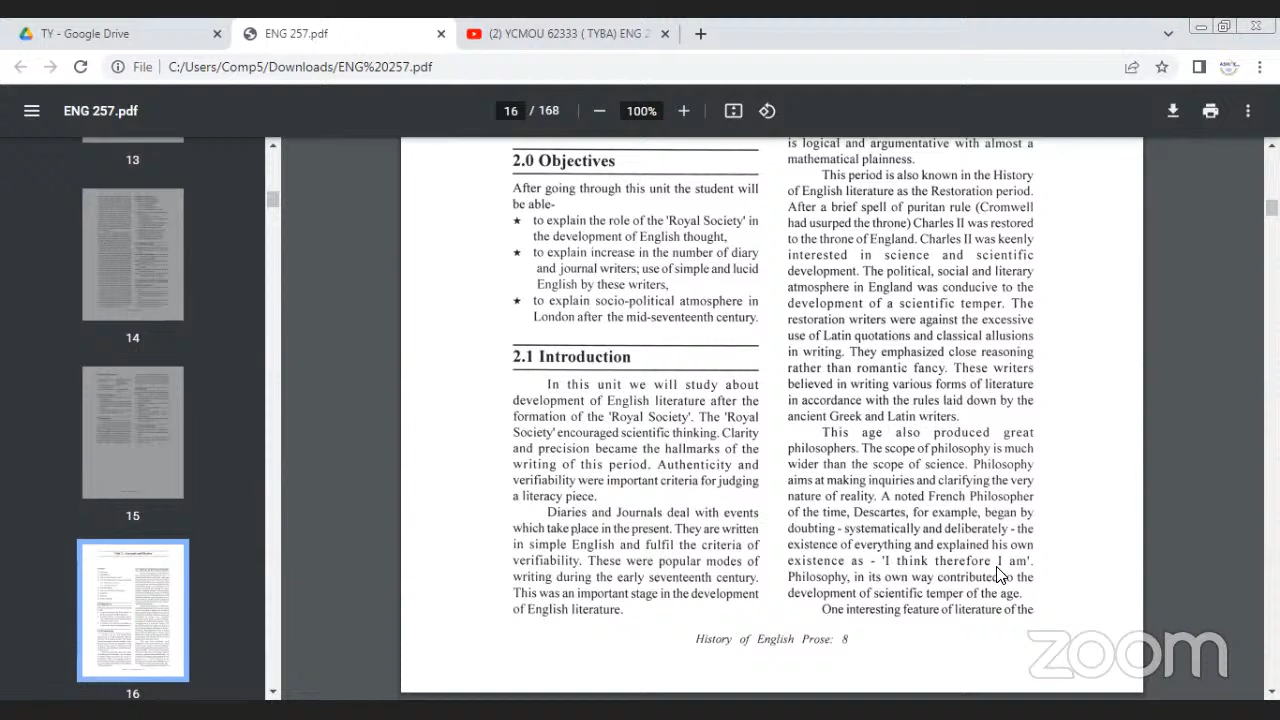 TY - Google Drive
ENG 257.pdf
(2) YCMOU 62333 ( TYBA) ENG 2
File
C:/Users/Comp5/Downloads/ENG%20257.pdf
ENG 257.pdf
16 / 168
100%
13
14
15
16
2.0 Objectives
After going through this unit the student will
be able-
★ to explain the role of the 'Royal Society' in
the development of English thought,
★ to explain increase in the number of diary
and journal writers; use of simple and lucid
English by these writers,
★ to explain socio-political atmosphere in
London after the mid-seventeenth century.
2.1 Introduction
In this unit we will study about
development of English literature after the
formation of the 'Royal Society'. The 'Royal
Society' encouraged scientific thinking. Clarity
and precision became the hallmarks of the
writing of this period. Authenticity and
verifiability were important criteria for judging
a literacy piece.
Diaries and Journals deal with events
which take place in the present. They are written
in simple English and fulfil the criteria of
verifiability. These were popular modes of
writing during the early seventeenth century.
This was an important stage in the development
of English literature.
is logical and argumentative with almost a
mathematical plainness.
This period is also known in the History
of English literature as the Restoration period.
After a brief spell of puritan rule (Cromwell
had usurped the throne) Charles II was restored
to the throne of England. Charles II was keenly
interested in science and scientific
development. The political, social and literary
atmosphere in England was conducive to the
development of a scientific temper. The
restoration writers were against the excessive
use of Latin quotations and classical allusions
in writing. They emphasized close reasoning
rather than romantic fancy. These writers
believed in writing various forms of literature
in accordance with the rules laid down by the
ancient Greek and Latin writers.
This age also produced great
philosophers. The scope of philosophy is much
wider than the scope of science. Philosophy
aims at making inquiries and clarifying the very
nature of reality. A noted French Philosopher
of the time, Descartes, for example, began by
doubting - systematically and deliberately - the
existence of everything and explained his own
existence as - 'I think therefore I am'.
Philosophy, in its own way contributed to the
development of scientific temper of the age.
One interesting feature of literature of the
History of English Prose: 8
zoom